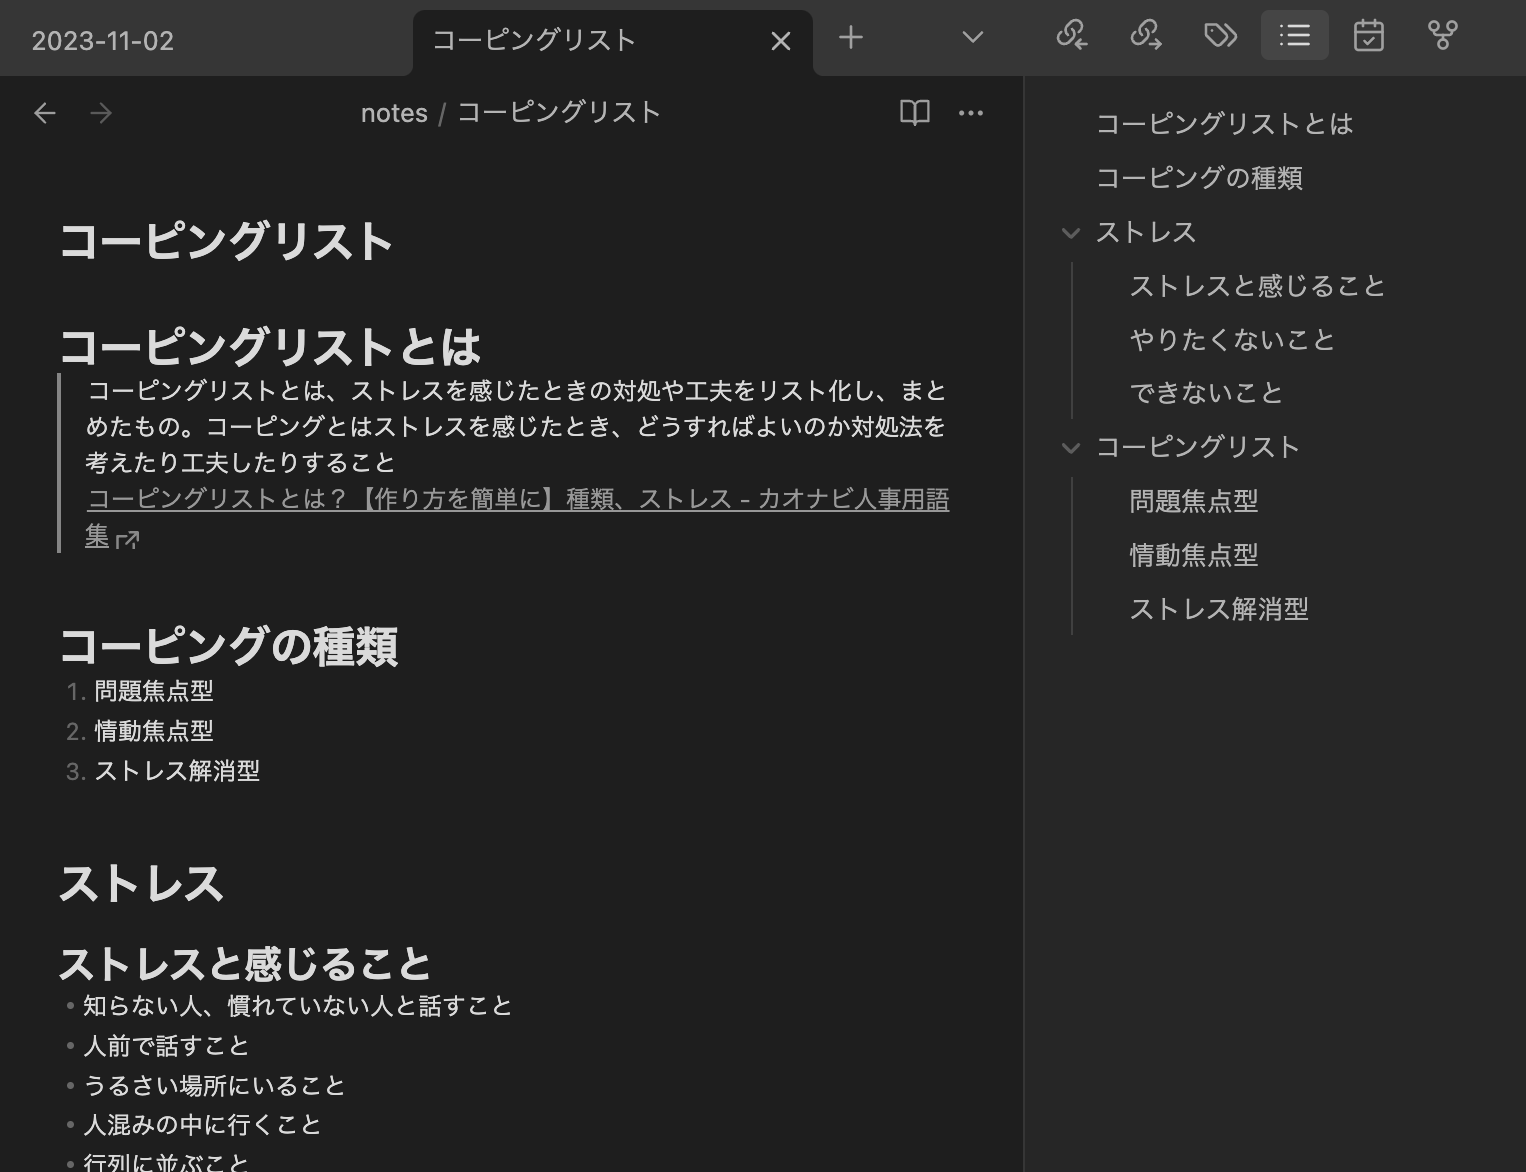 2023-11-02
コーピングリスト
notes / コーピングリスト
コーピングリスト
コーピングリストとは
コーピングリストとは、ストレスを感じたときの対処や工夫をリスト化し、まと
めたもの。コーピングとはストレスを感じたとき、どうすればよいのか対処法を
考えたり工夫したりすること
コーピングリストとは？【作り方を簡単に】種類、ストレス - カオナビ人事用語
集
コーピングの種類
1. 問題焦点型
2. 情動焦点型
3. ストレス解消型
ストレス
ストレスと感じること
• 知らない人、慣れていない人と話すこと
• 人前で話すこと
• うるさい場所にいること
• 人混みの中に行くこと
• 行列に並ぶこと
コーピングリストとは
コーピングの種類
ストレス
ストレスと感じること
やりたくないこと
できないこと
コーピングリスト
問題焦点型
情動焦点型
ストレス解消型